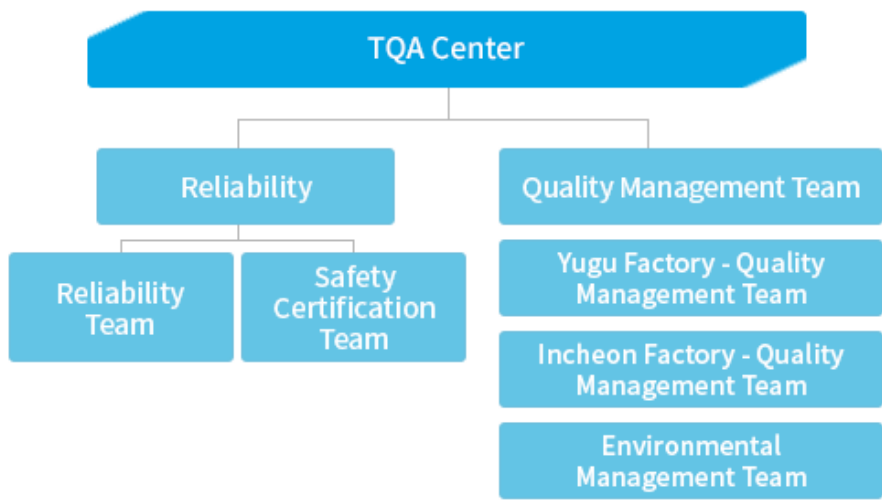 TQA Center
Reliability
Quality Management Team
Reliability
Team
Safety
Certification
Team
Yugu Factory - Quality
Management Team
Incheon Factory - Quality
Management Team
Environmental
Management Team